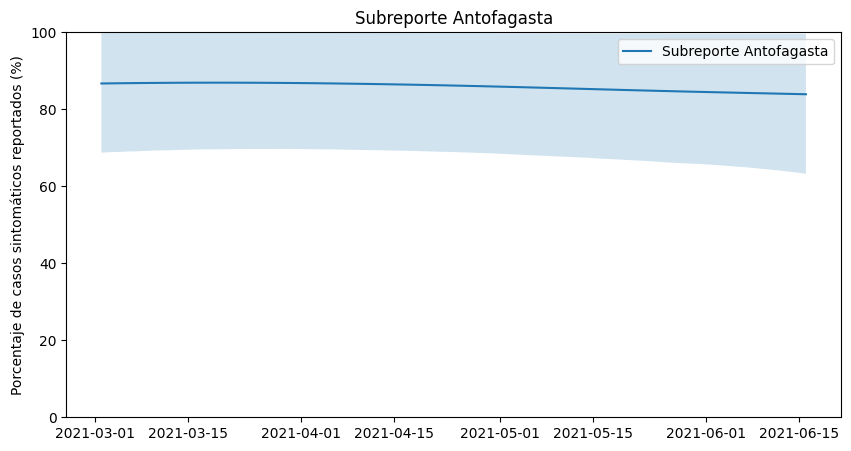 Subreporte Antofagasta
Subreporte Antofagasta
Porcentaje de casos sintomáticos reportados (%)
100
80
60
40
20
0
2021-03-01 2021-03-15 2021-04-01 2021-04-15 2021-05-01 2021-05-15 2021-06-01 2021-06-15